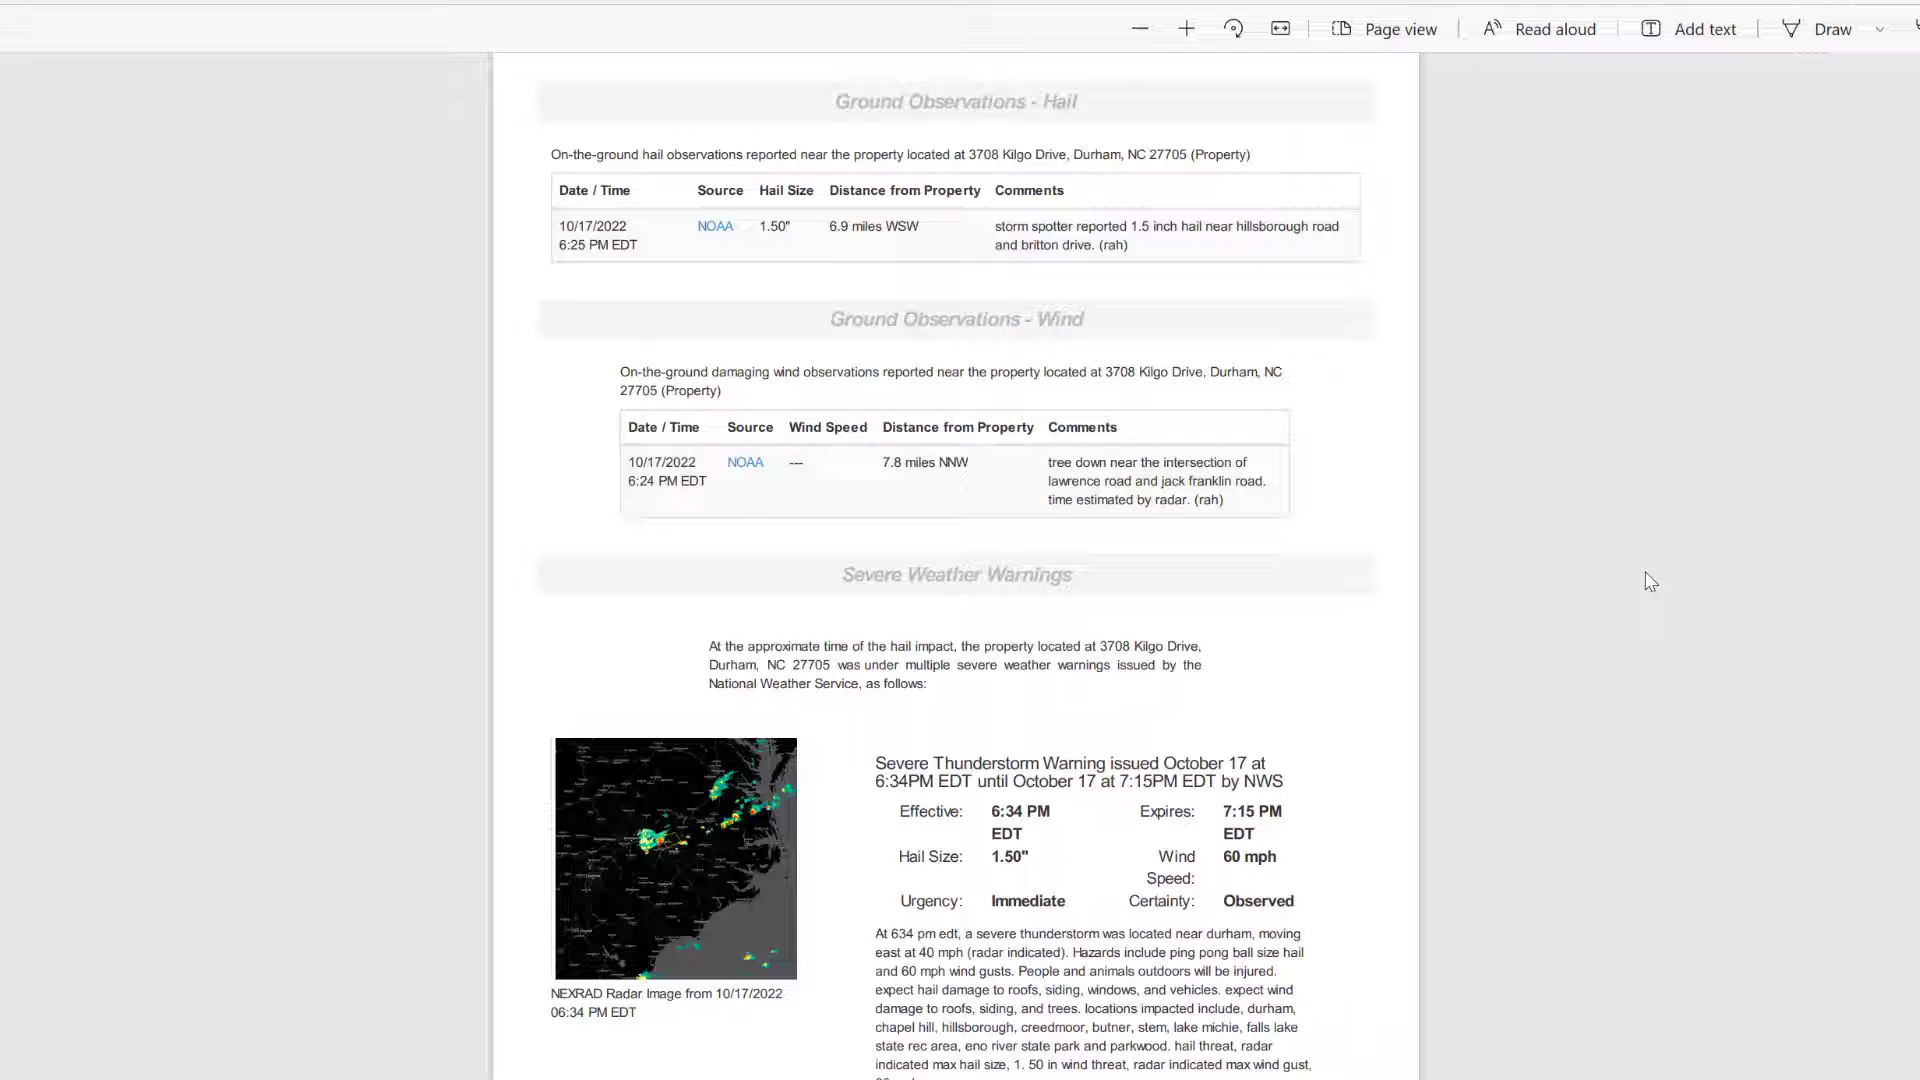 Page view
Read aloud
Add text
Draw
Ground Observations - Hail
On-the-ground hail observations reported near the property located at 3708 Kilgo Drive, Durham, NC 27705 (Property)
Date / Time Source Hail Size Distance from Property Comments
10/17/2022 NOAA 1.50" 6.9 miles WSW storm spotter reported 1.5 inch hail near hillsborough road
6:25 PM EDT and britton drive. (rah)
Ground Observations - Wind
On-the-ground damaging wind observations reported near the property located at 3708 Kilgo Drive, Durham, NC
27705 (Property)
Date / Time Source Wind Speed Distance from Property Comments
10/17/2022 NOAA --- 7.8 miles NNW tree down near the intersection of
6:24 PM EDT lawrence road and jack franklin road.
time estimated by radar. (rah)
Severe Weather Warnings
At the approximate time of the hail impact, the property located at 3708 Kilgo Drive,
Durham, NC 27705 was under multiple severe weather warnings issued by the
National Weather Service, as follows:
NEXRAD Radar Image from 10/17/2022
06:34 PM EDT
Severe Thunderstorm Warning issued October 17 at
6:34PM EDT until October 17 at 7:15PM EDT by NWS
Effective: 6:34 PM Expires: 7:15 PM
EDT EDT
Hail Size: 1.50" Wind 60 mph
Speed:
Urgency: Immediate Certainty: Observed
At 634 pm edt, a severe thunderstorm was located near durham, moving
east at 40 mph (radar indicated). Hazards include ping pong ball size hail
and 60 mph wind gusts. People and animals outdoors will be injured.
expect hail damage to roofs, siding, windows, and vehicles. expect wind
damage to roofs, siding, and trees. locations impacted include, durham,
chapel hill, hillsborough, creedmoor, butner, stem, lake michie, falls lake
state rec area, eno river state park and parkwood. hail threat, radar
indicated max hail size, 1. 50 in wind threat, radar indicated max wind gust,